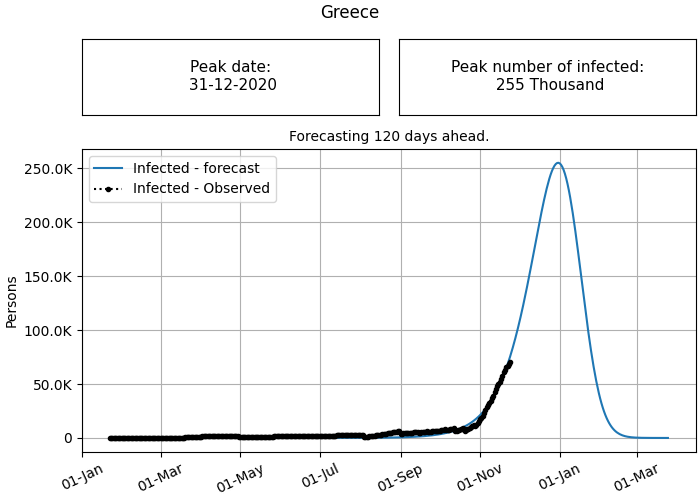 Greece
Peak date:
31-12-2020
Peak number of infected:
255 Thousand
Forecasting 120 days ahead.
Infected - forecast
Infected - Observed
Persons
250.0K
200.0K
150.0K
100.0K
50.0K
0
01-Jan
01-Mar
01-May
01-Jul
01-Sep
01-Nov
01-Jan
01-Mar